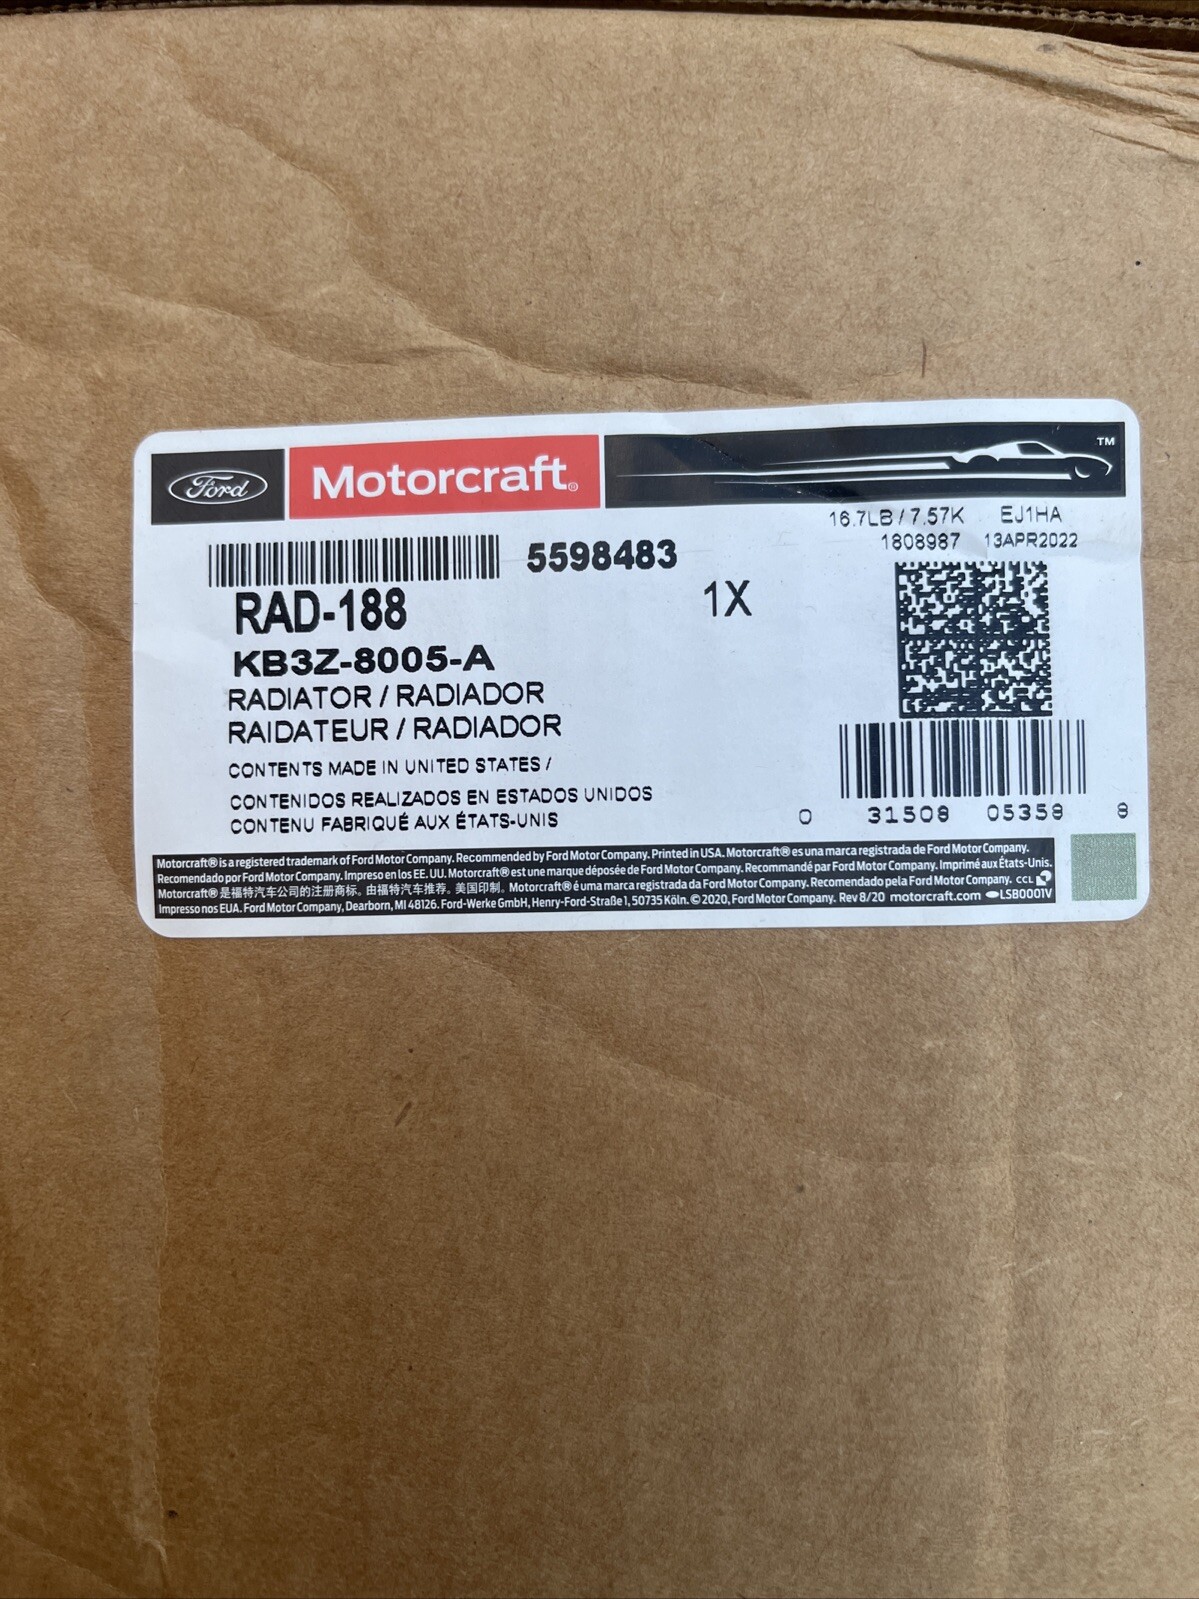 Ford
Motorcraft®
TM
16.7LB / 7.57K EJ1HA
1808987 13APR2022
5598483
RAD-188
1X
KB3Z-8005-A
RADIATOR / RADIADOR
RAIDATEUR / RADIADOR
CONTENTS MADE IN UNITED STATES /
CONTENIDOS REALIZADOS EN ESTADOS UNIDOS
CONTENU FABRIQUÉ AUX ÉTATS-UNIS
0 31508 05358 8
Motorcraft® is a registered trademark of Ford Motor Company. Recommended by Ford Motor Company. Printed in USA. Motorcraft® es una marca registrada de Ford Motor Company.
Recomendado por Ford Motor Company. Impreso en los EE. UU. Motorcraft® est une marque déposée de Ford Motor Company. Recommandé par Ford Motor Company. Imprimé aux États-Unis.
Motorcraft® 是福特汽车公司的注册商标。由福特汽车推荐。美国印制。Motorcraft® é uma marca registrada da Ford Motor Company. Recomendado pela Ford Motor Company. CCL
Impresso nos EUA. Ford Motor Company, Dearborn, MI 48126. Ford-Werke GmbH, Henry-Ford-Straße 1, 50735 Köln. © 2020, Ford Motor Company. Rev 8/20 motorcraft.com LSB0001V